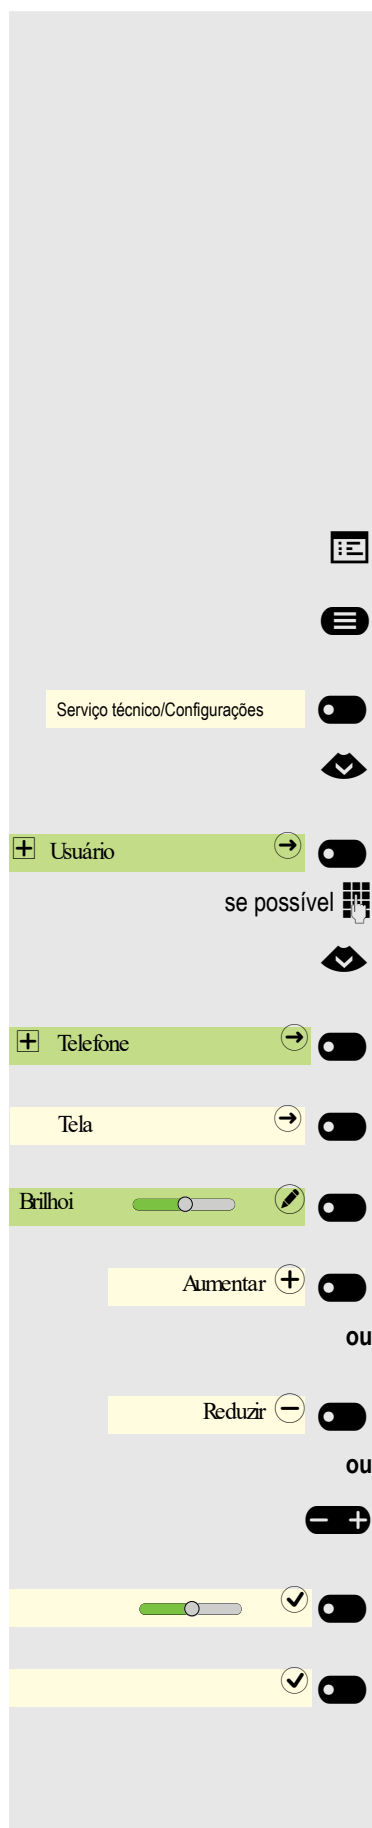 Serviço técnico/Configurações
Usuário
se possível
Telefone
Tela
Brilhoi
Aumentar
ou
Reduzir
ou